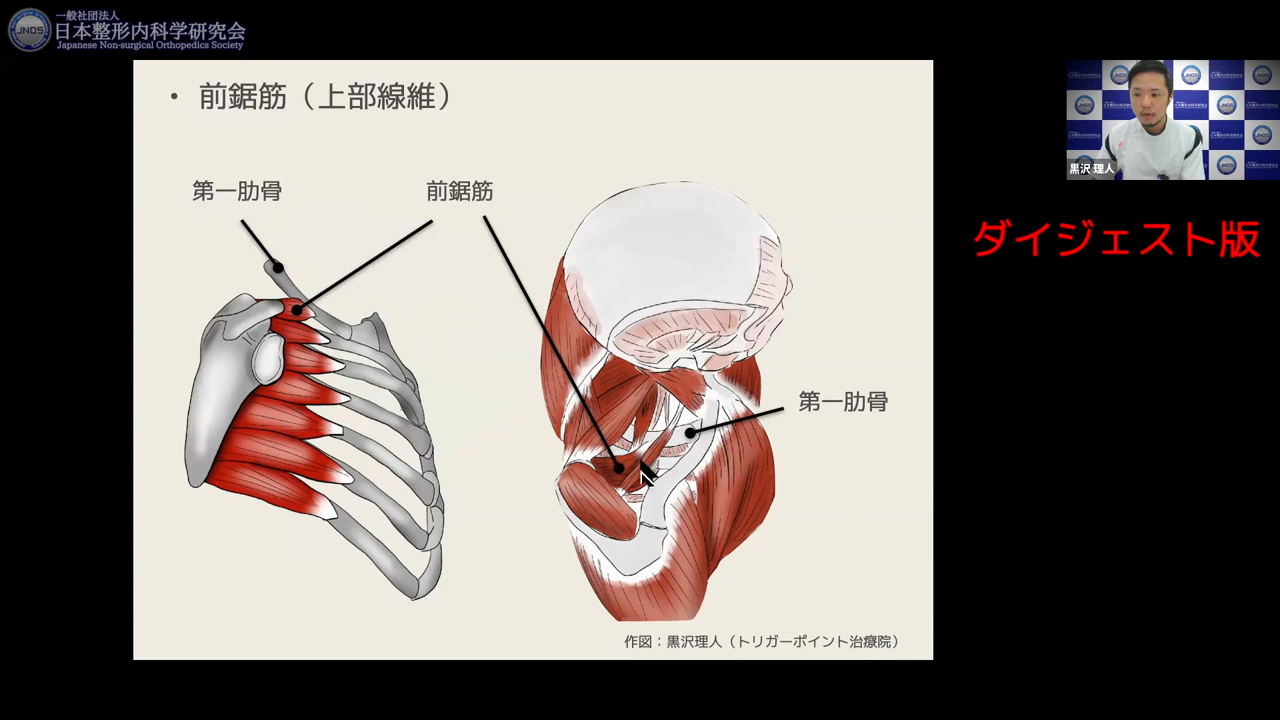 一般社団法人
日本整形内科学研究会
Japanese Non-surgical Orthopedics Society
JNOS
・ 前鋸筋（上部線維）
第一肋骨
前鋸筋
第一肋骨
作図：黒沢理人（トリガーポイント治療院）
黒沢 理人
ダイジェスト版